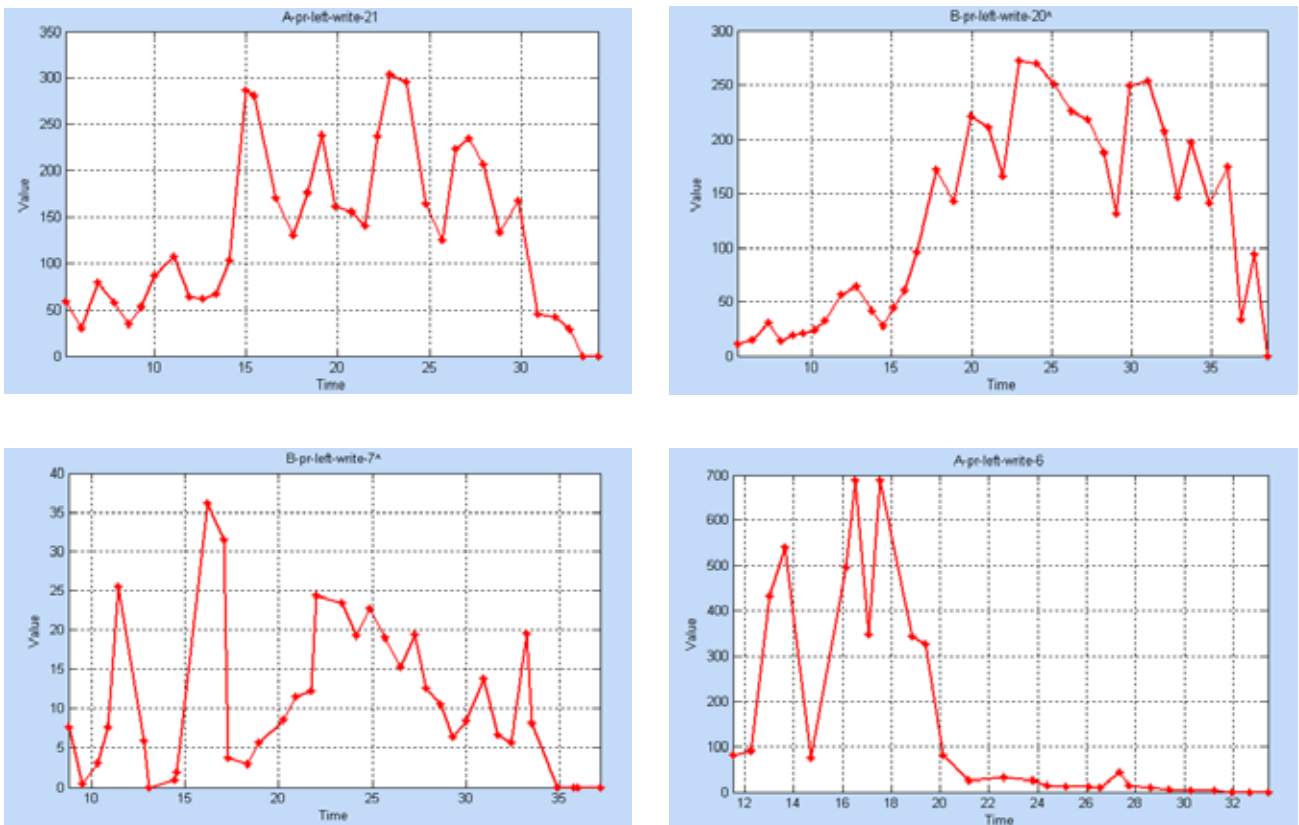 A-pr-left-write-21
350
300
250
200
150
100
50
0
Value
10 15 20 25 30
Time
B-pr-left-write-20^
300
250
200
150
100
50
0
Value
10 15 20 25 30 35
Time
B-pr-left-write-7^
40
35
30
25
20
15
10
5
0
Value
10 15 20 25 30 35
Time
A-pr-left-write-6
700
600
500
400
300
200
100
0
Value
12 14 16 18 20 22 24 26 28 30 32
Time